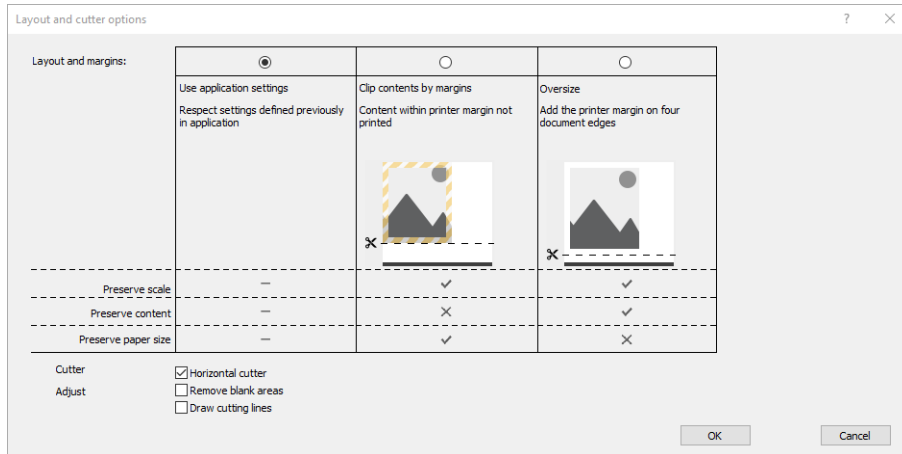 Layout and cutter options
Layout and margins:
Use application settings
Respect settings defined previously
in application
Clip contents by margins
Content within printer margin not
printed
Oversize
Add the printer margin on four
document edges
Preserve scale
Preserve content
Preserve paper size
Cutter
Horizontal cutter
Adjust
Remove blank areas
Draw cutting lines
OK
Cancel